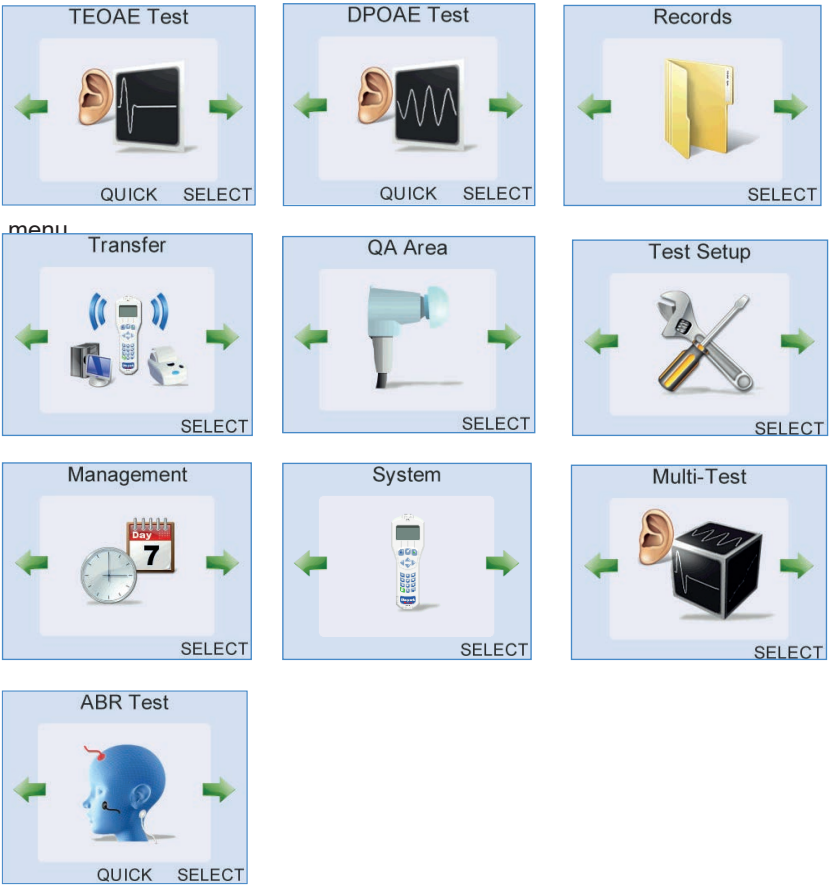 TEOAE Test
QUICK SELECT
DPOAE Test
QUICK SELECT
Records
SELECT
menu
Transfer
SELECT
QA Area
SELECT
Test Setup
SELECT
Management
Day
7
SELECT
System
SELECT
Multi-Test
SELECT
ABR Test
QUICK SELECT